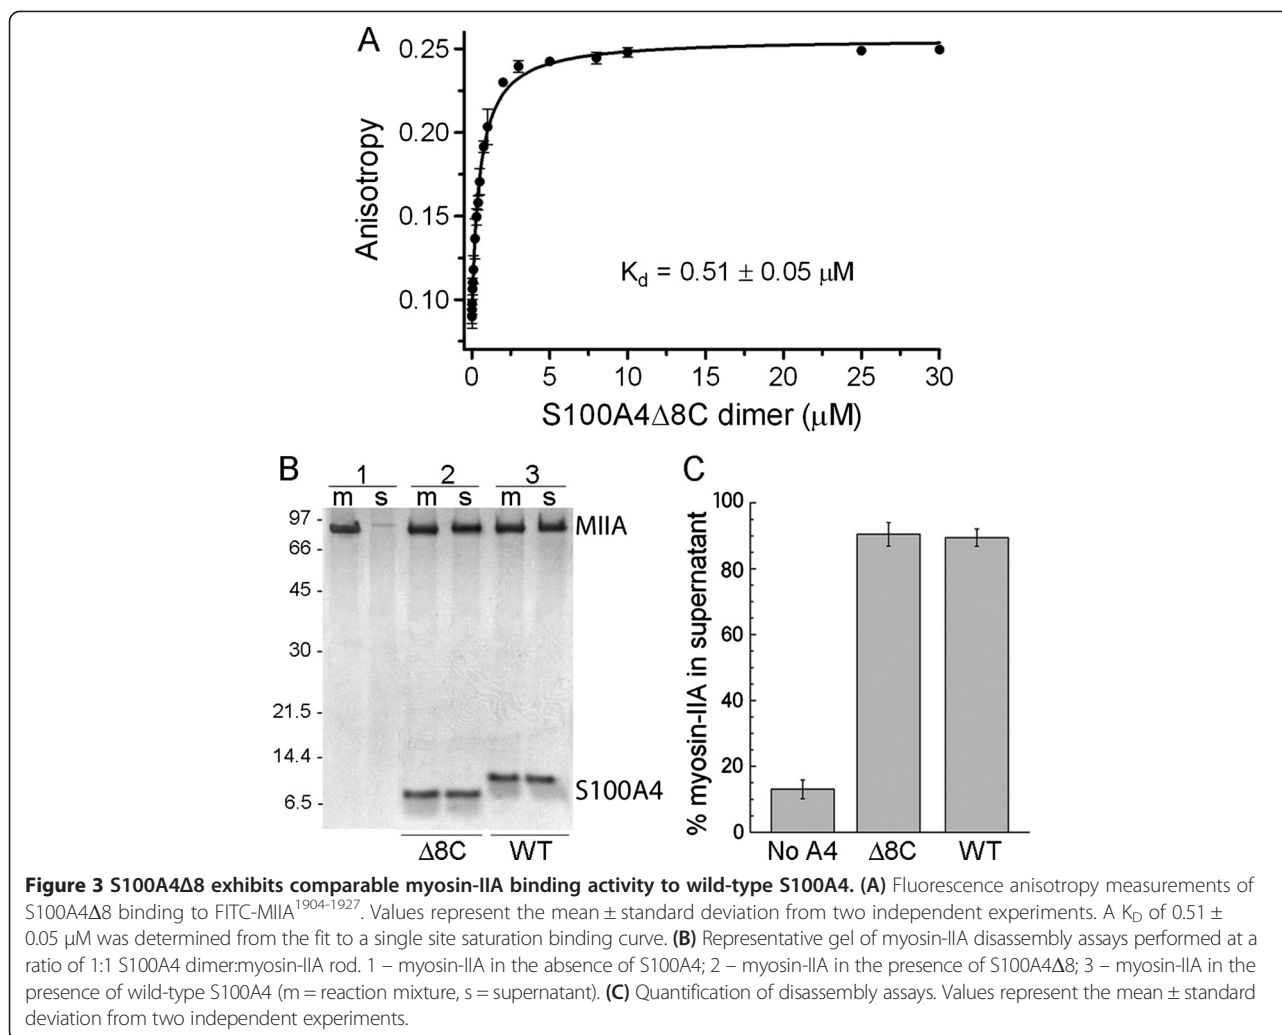 A
0.25
0.20
0.15
0.10
Anisotropy
K_d = 0.51 ± 0.05 μM
0 5 10 15 20 25 30
S100A4Δ8C dimer (μM)
B
1 2 3
m s m s m s
97 -
66 -
45 -
30 -
21.5 -
14.4 -
6.5 -
MIIA
S100A4
Δ8C WT
C
100
80
60
40
20
0
% myosin-IIA in supernatant
No A4 Δ8C WT
Figure 3 S100A4Δ8 exhibits comparable myosin-IIA binding activity to wild-type S100A4. (A) Fluorescence anisotropy measurements of
S100A4Δ8 binding to FITC-MIIA^1904-1927. Values represent the mean ± standard deviation from two independent experiments. A K_D of 0.51 ±
0.05 μM was determined from the fit to a single site saturation binding curve. (B) Representative gel of myosin-IIA disassembly assays performed at a
ratio of 1:1 S100A4 dimer:myosin-IIA rod. 1 – myosin-IIA in the absence of S100A4; 2 – myosin-IIA in the presence of S100A4Δ8; 3 – myosin-IIA in the
presence of wild-type S100A4 (m = reaction mixture, s = supernatant). (C) Quantification of disassembly assays. Values represent the mean ± standard
deviation from two independent experiments.